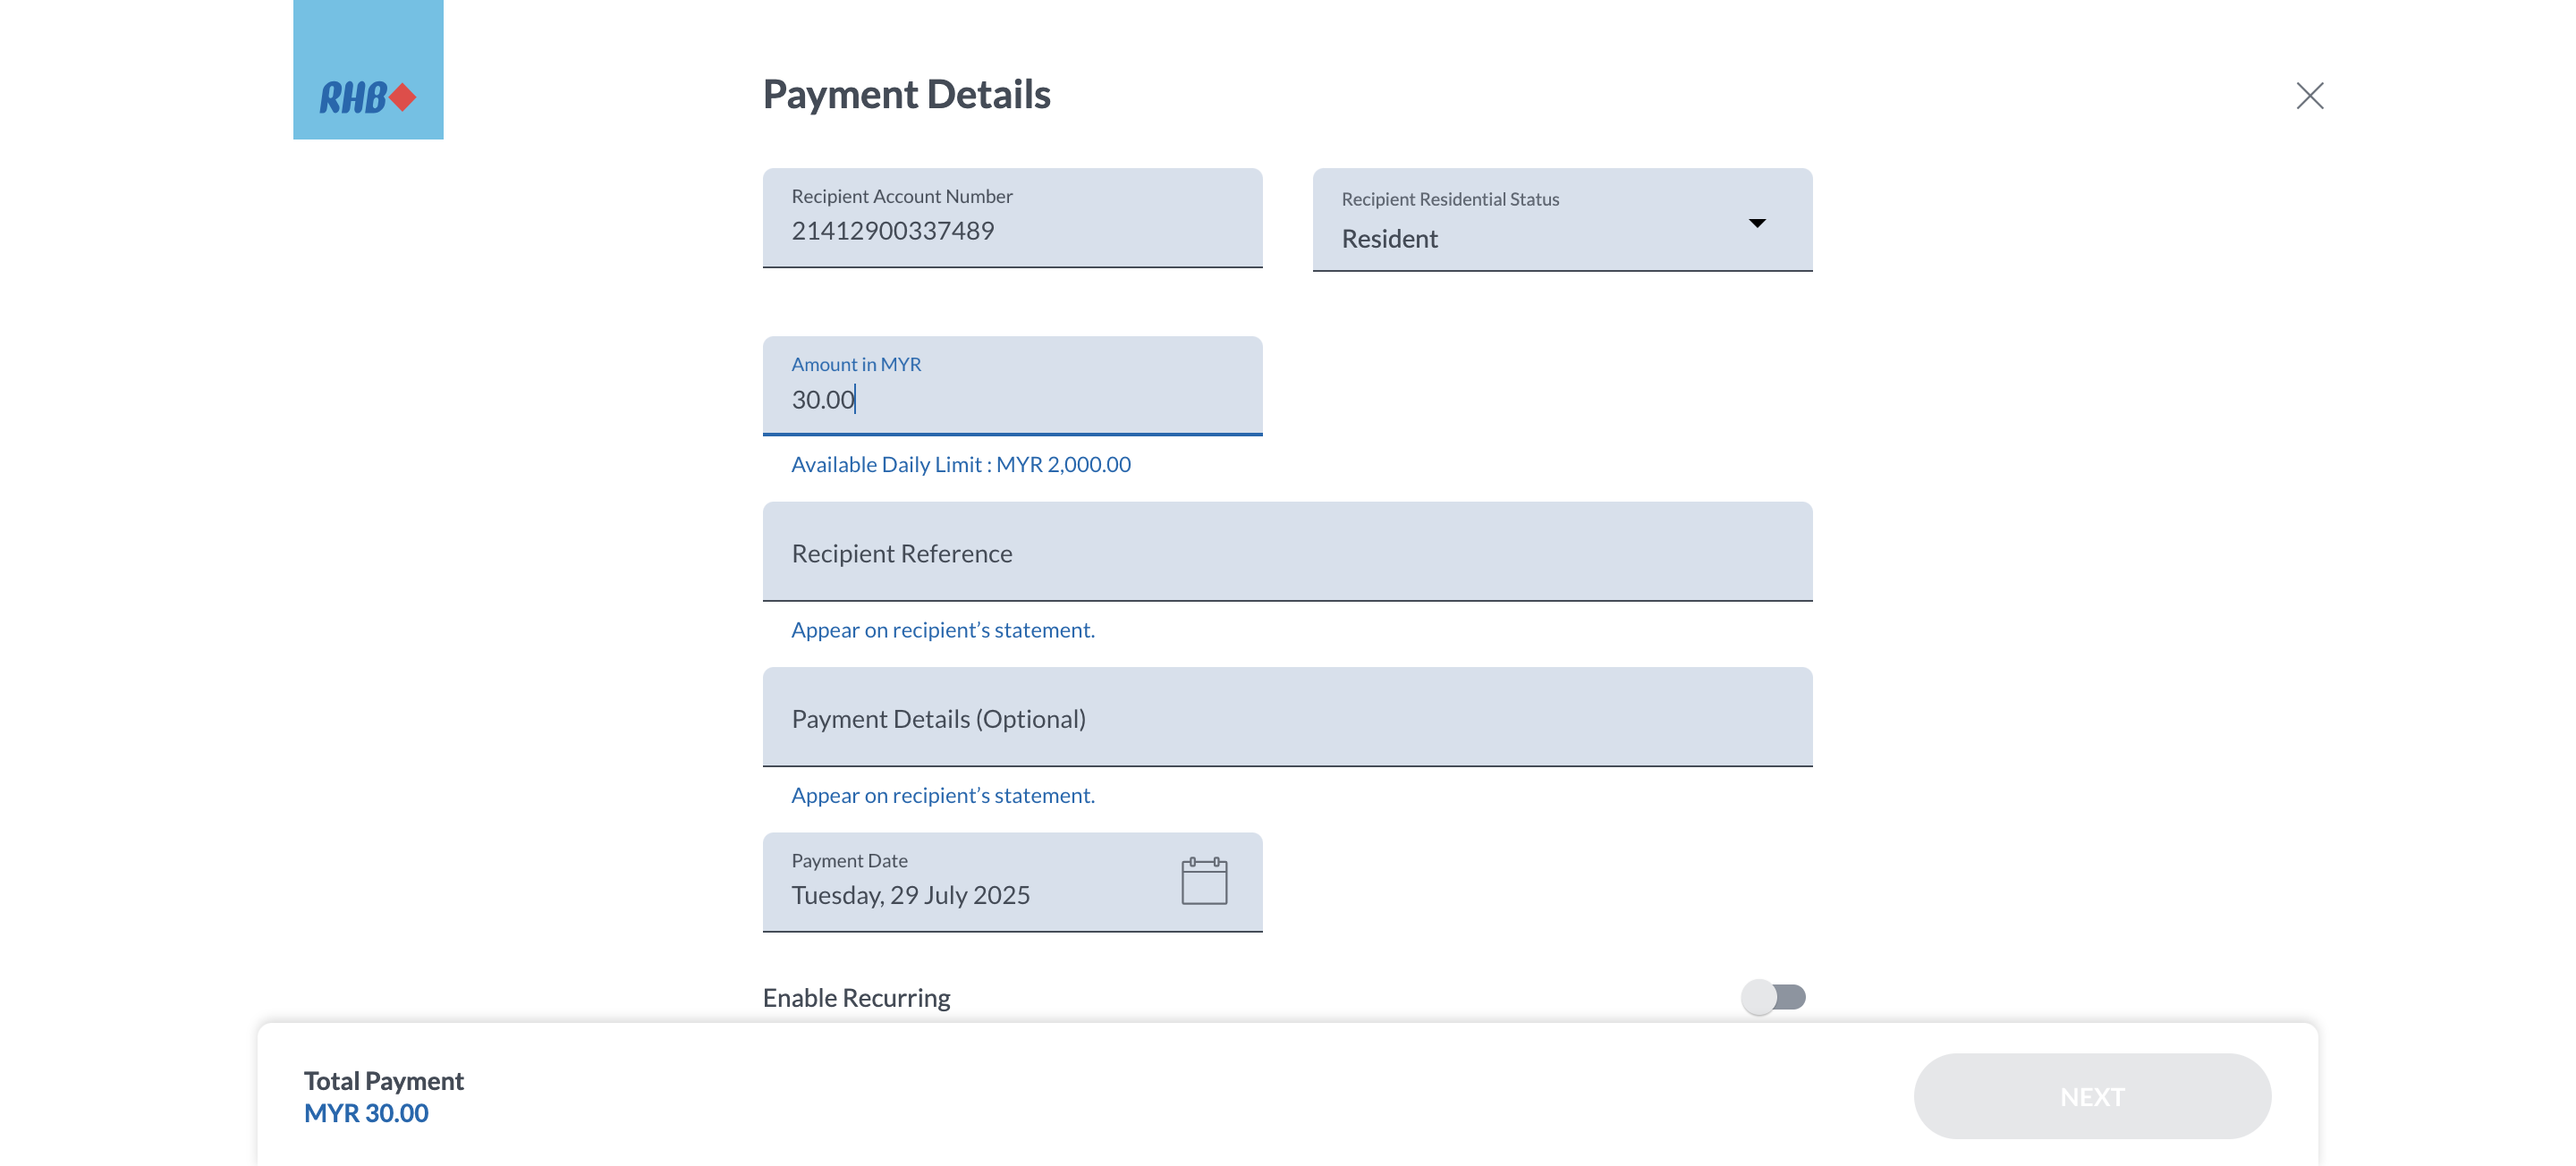 RHB
Payment Details
Recipient Account Number
21412900337489
Recipient Residential Status
Resident
Amount in MYR
30.00
Available Daily Limit : MYR 2,000.00
Recipient Reference
Appear on recipient’s statement.
Payment Details (Optional)
Appear on recipient’s statement.
Payment Date
Tuesday, 29 July 2025
Enable Recurring
Total Payment
MYR 30.00
NEXT